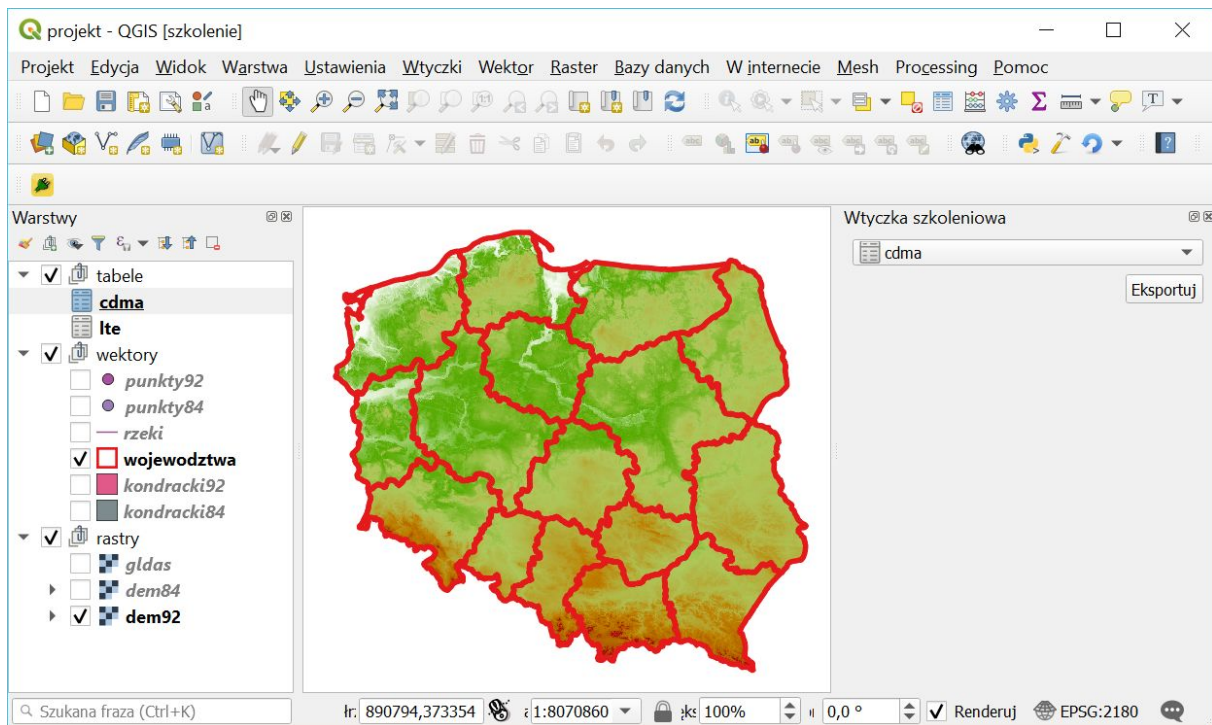 projekt - QGIS [szkolenie]
Projekt Edycja Widok Warstwa Ustawienia Wtyczki Wektor Raster Bazy danych W internecie Mesh Processing Pomoc
Warstwy
tabele
cdma
lte
wektory
punkty92
punkty84
rzeki
wojewodztwa
kondracki92
kondracki84
rastry
gldas
dem84
dem92
Wtyczka szkoleniowa
cdma
Eksportuj
Szukana fraza (Ctrl+K)
890794,373354
1:8070860
100%
0,0 °
Renderuj
EPSG:2180